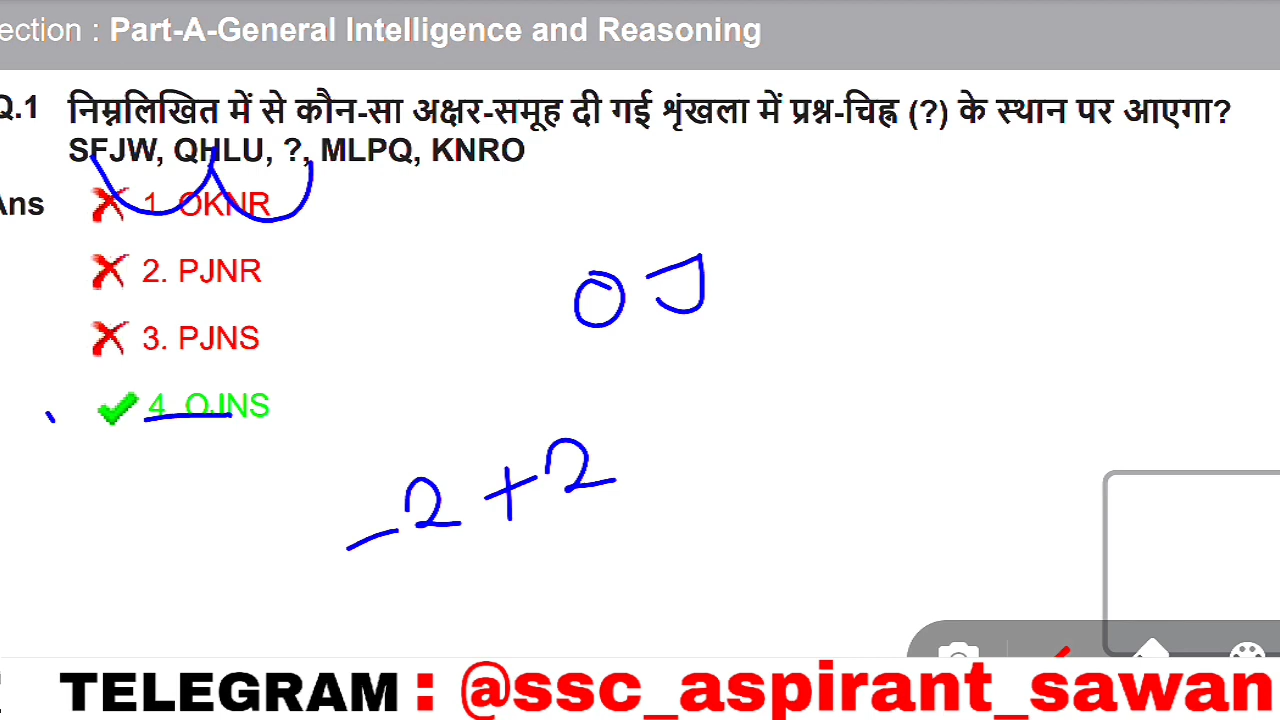 ection : Part-A-General Intelligence and Reasoning
Q.1 निम्नलिखित में से कौन-सा अक्षर-समूह दी गई शृंखला में प्रश्न-चिह्न (?) के स्थान पर आएगा?
SFJW, QHLU, ?, MLPQ, KNRO
Ans 1. OKNR
2. PJNR
3. PJNS
4. OJNS
O J
-2 +2
TELEGRAM : @ssc_aspirant_sawan